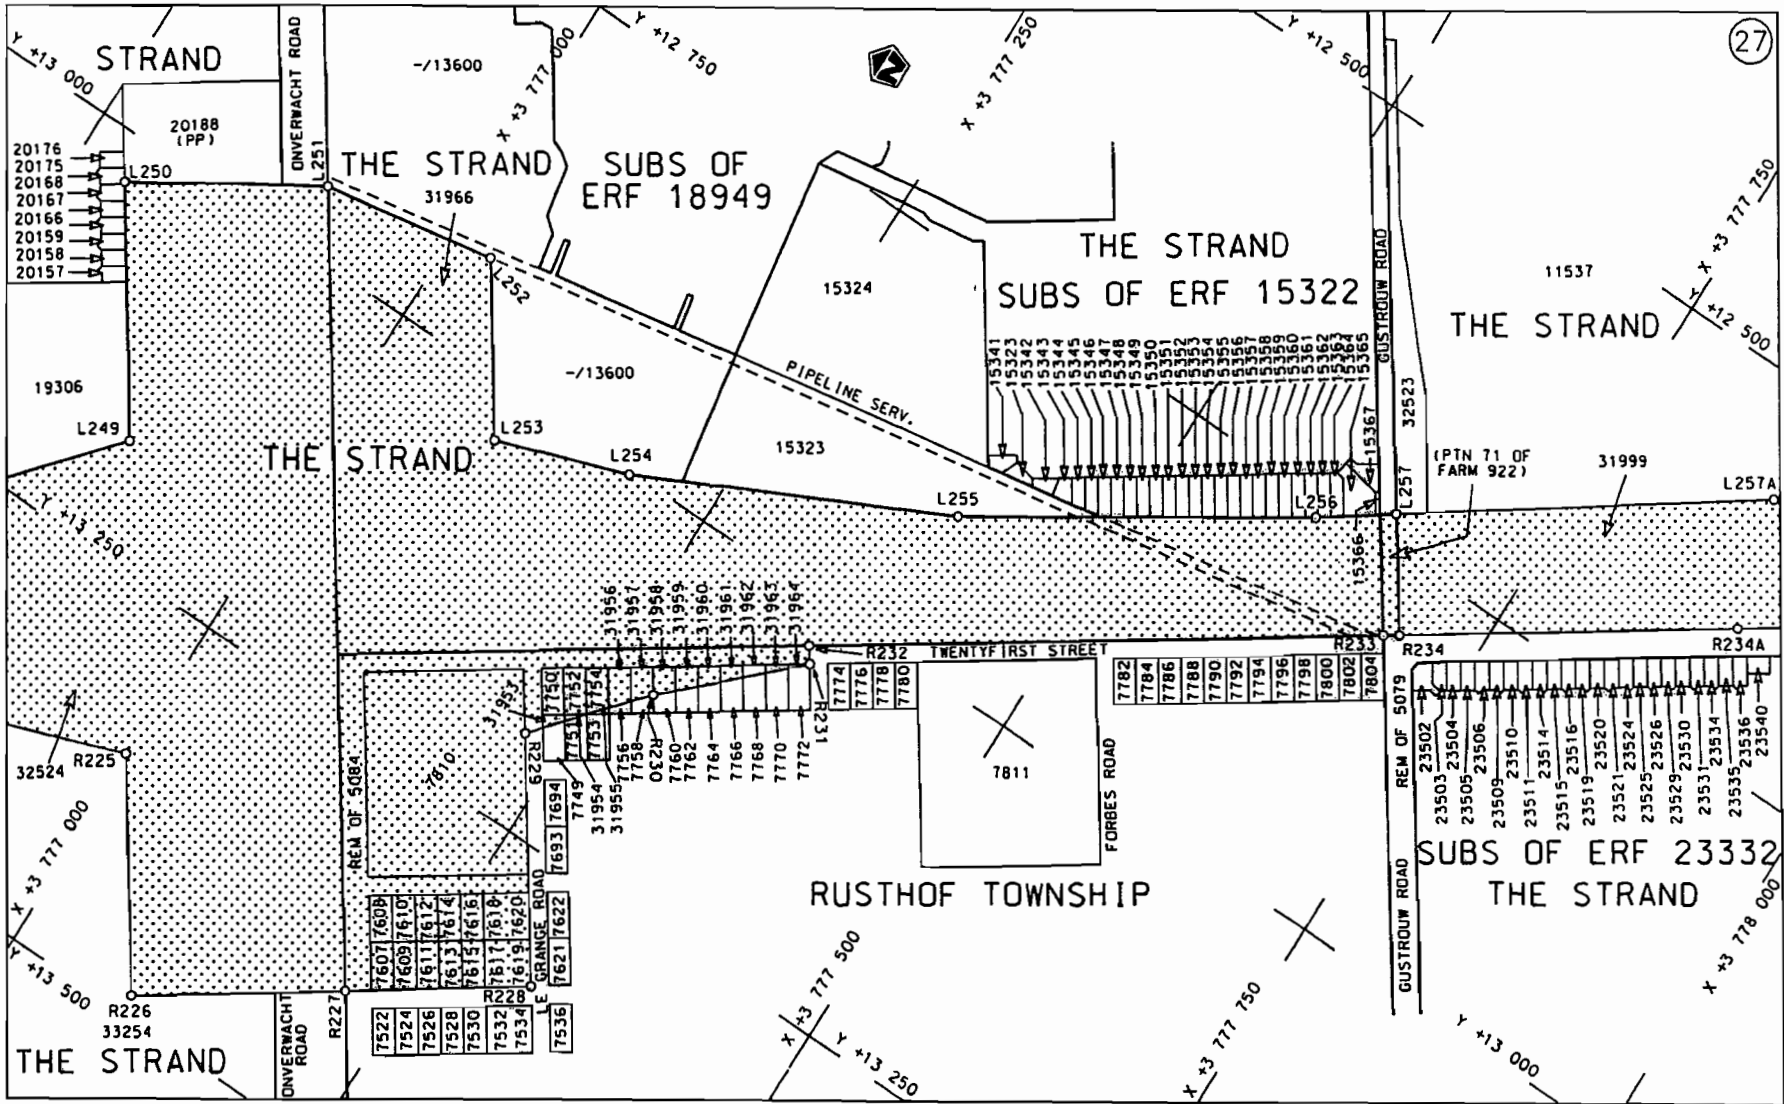 27
STRAND
ONVERWACHT ROAD
-/13600
Y +13 000
X +3 777 000
Y +12 750
X +3 777 250
Y +12 500
20188
(PP)
20176
20175
20168
20167
20166
20159
20158
20157
L250
L251
THE STRAND
31966
SUBS OF
ERF 18949
L252
15324
THE STRAND
SUBS OF ERF 15322
GUSTROUW ROAD
11537
THE STRAND
X +3 777 750
Y +12 500
19306
L249
THE STRAND
L253
-/13600
L254
15323
PIPELINE SERV.
L255
15341
15323
15342
15343
15344
15345
15346
15347
15348
15349
15350
15351
15352
15353
15354
15355
15356
15357
15358
15359
15360
15361
15362
15363
15364
15365
15367
15366
L256
L257
32523
(PTN 71 OF
FARM 922)
31999
L257A
Y +13 250
31956
31957
31958
31959
31960
31961
31962
31963
31964
R232
TWENTYFIRST STREET
R233
R234
R234A
31953
7750
7752
7754
7751
7753
7749
31954
31955
7756
7758
R230
7760
7762
7764
7766
7768
7770
7772
R231
7774
7776
7778
7780
7782
7784
7786
7788
7790
7792
7794
7796
7798
7800
7802
7804
REM OF 5079
23502
23503
23504
23505
23506
23509
23510
23511
23514
23515
23516
23519
23520
23521
23524
23525
23526
23529
23530
23531
23534
23535
23536
23540
32524
R225
REM OF 5084
7810
R229
7694
7693
7811
FORBES ROAD
SUBS OF ERF 23332
THE STRAND
X +3 777 000
RUSTHOF TOWNSHIP
GUSTROUW ROAD
7608
7610
7612
7614
7616
7618
7620
7607
7609
7611
7613
7615
7617
7619
LE GRANGE ROAD
7622
7621
Y +13 500
X +3 777 500
X +3 778 000
R226
33254
THE STRAND
ONVERWACHT
ROAD
R227
R228
7522
7524
7526
7528
7530
7532
7534
7536
Y +13 250
X +3 777 750
Y +13 000